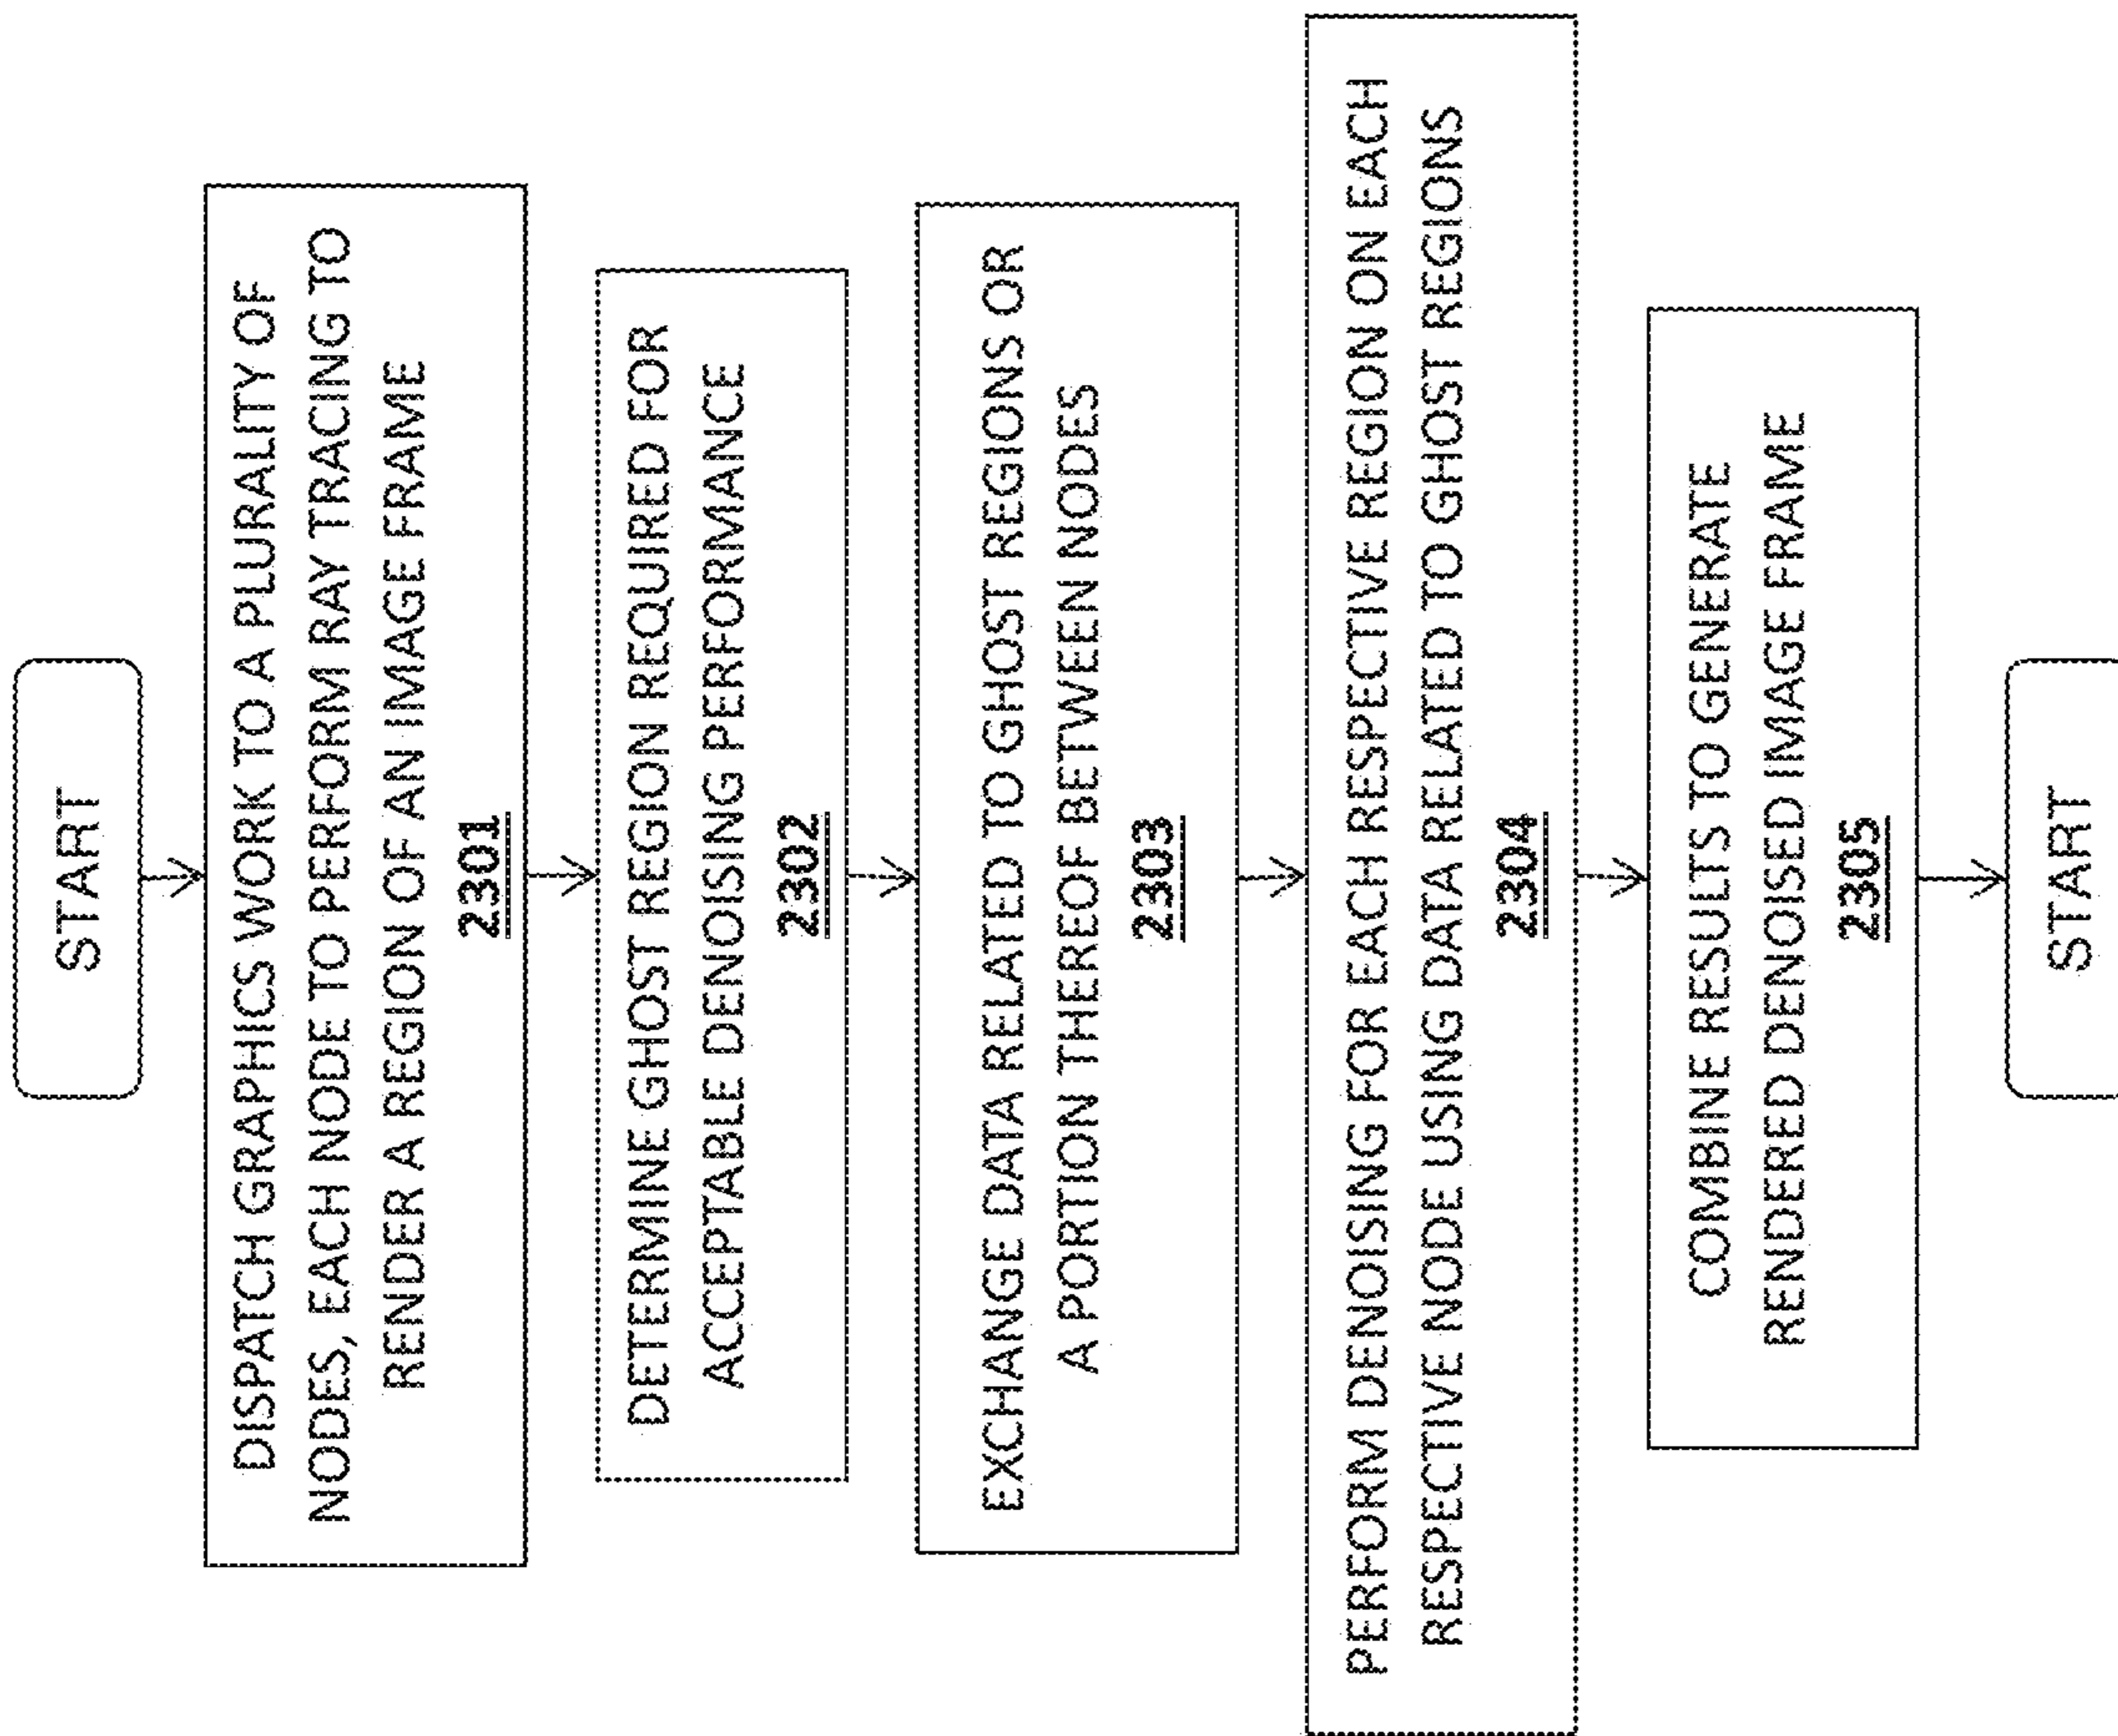 START
DISPATCH GRAPHICS WORK TO A PLURALITY OF
NODES, EACH NODE TO PERFORM RAY TRACING TO
RENDER A REGION OF AN IMAGE FRAME
2301
DETERMINE GHOST REGION REQUIRED FOR
ACCEPTABLE DENOISING PERFORMANCE
2302
EXCHANGE DATA RELATED TO GHOST REGIONS OR
A PORTION THEREOF BETWEEN NODES
2303
PERFORM DENOISING FOR EACH RESPECTIVE REGION ON EACH
RESPECTIVE NODE USING DATA RELATED TO GHOST REGIONS
2304
COMBINE RESULTS TO GENERATE
RENDERED DENOISED IMAGE FRAME
2305
START